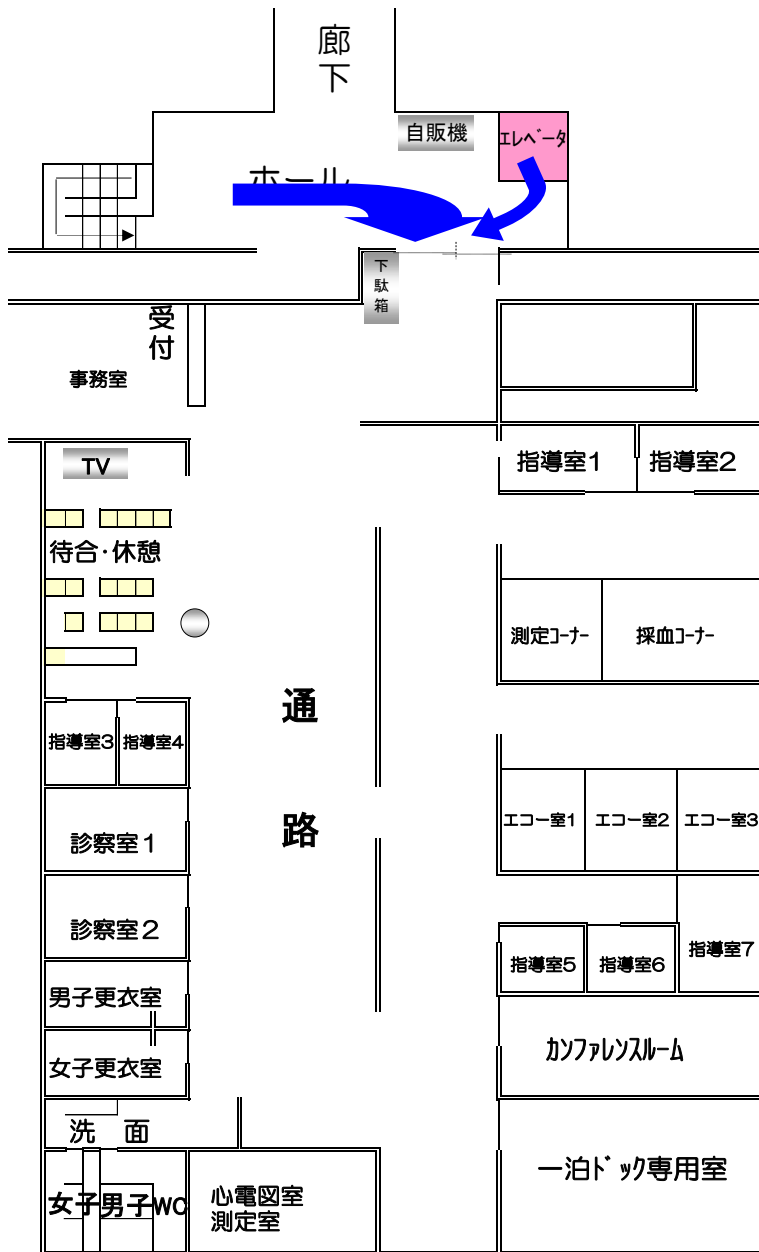 廊
下
自販機
エレベータ
ホール
下
駄
箱
受
付
事務室
TV
指導室1
指導室2
待合・休憩
測定コーナー
採血コーナー
通
路
指導室3
指導室4
エコー室1
エコー室2
エコー室3
診察室1
診察室2
指導室5
指導室6
指導室7
男子更衣室
カンファレンスルーム
女子更衣室
洗 面
一泊ドック専用室
女子男子WC
心電図室
測定室